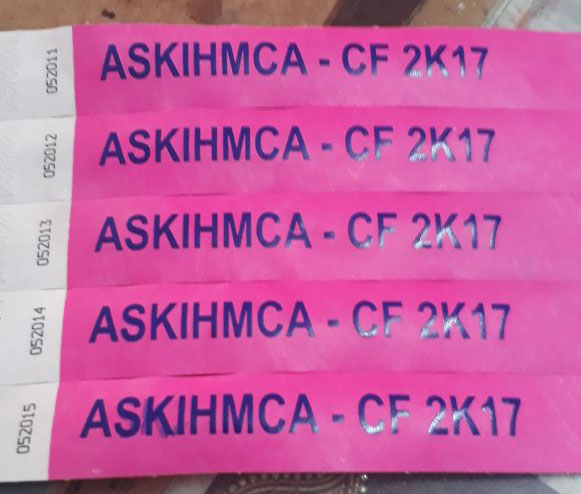 052011 ASKIHMCA - CF 2K17
052012 ASKIHMCA - CF 2K17
052013 ASKIHMCA - CF 2K17
052014 ASKIHMCA - CF 2K17
052015 ASKIHMCA - CF 2K17